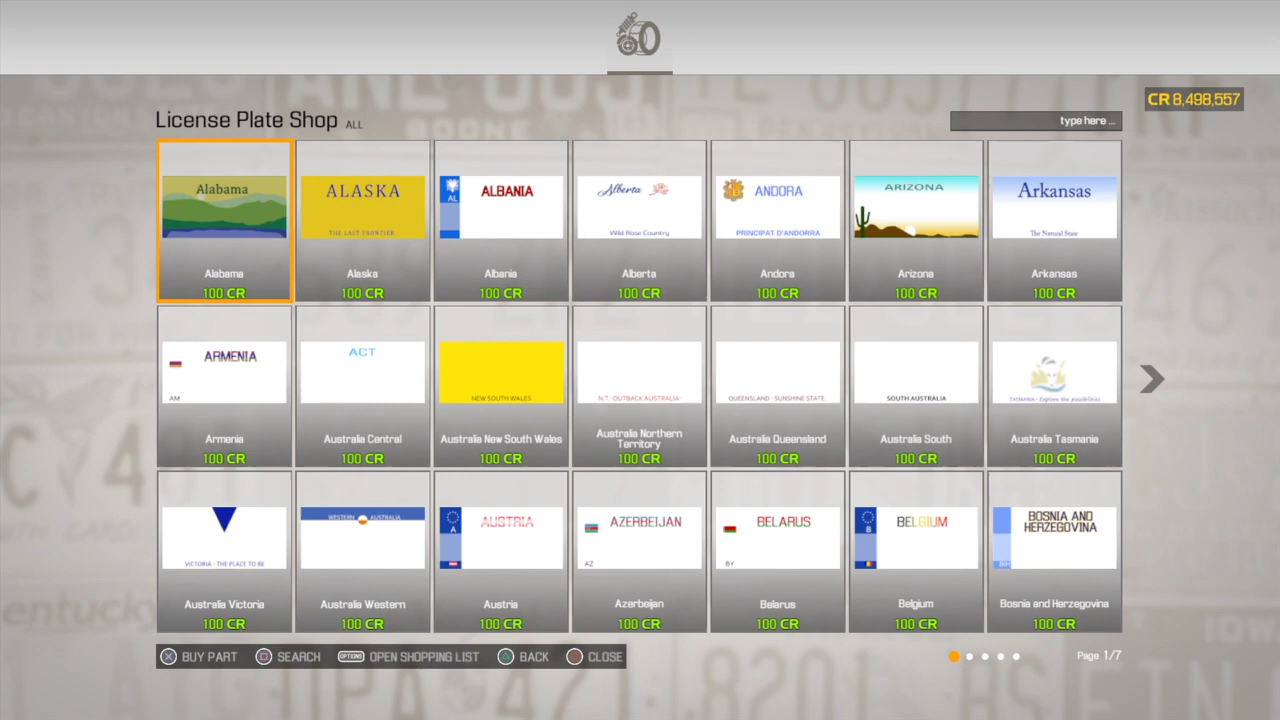 CR 8,498,557
License Plate Shop ALL
type here ...
Alabama
ALASKA
THE LAST FRONTIER
AL
ALBANIA
Alberta
Wild Rose Country
ANDORA
PRINCIPAT D'ANDORRA
ARIZONA
Arkansas
The Natural State
Alabama
Alaska
Albania
Alberta
Andora
Arizona
Arkansas
100 CR
100 CR
100 CR
100 CR
100 CR
100 CR
100 CR
ARMENIA
AM
ACT
NEW SOUTH WALES
N.T. · OUTBACK AUSTRALIA ·
QUEENSLAND - SUNSHINE STATE
SOUTH AUSTRALIA
TASMANIA - Explore the possibilities
Armenia
Australia Central
Australia New South Wales
Australia Northern
Territory
Australia Queensland
Australia South
Australia Tasmania
100 CR
100 CR
100 CR
100 CR
100 CR
100 CR
100 CR
VICTORIA - THE PLACE TO BE
WESTERN AUSTRALIA
A
AUSTRIA
AZERBEIJAN
AZ
BELARUS
BY
B
BELGIUM
BOSNIA AND
HERZEGOVINA
BIH
Australia Victoria
Australia Western
Austria
Azerbeijan
Belarus
Belgium
Bosnia and Herzegovina
100 CR
100 CR
100 CR
100 CR
100 CR
100 CR
100 CR
BUY PART
SEARCH
OPTIONS OPEN SHOPPING LIST
BACK
CLOSE
Page 1/7